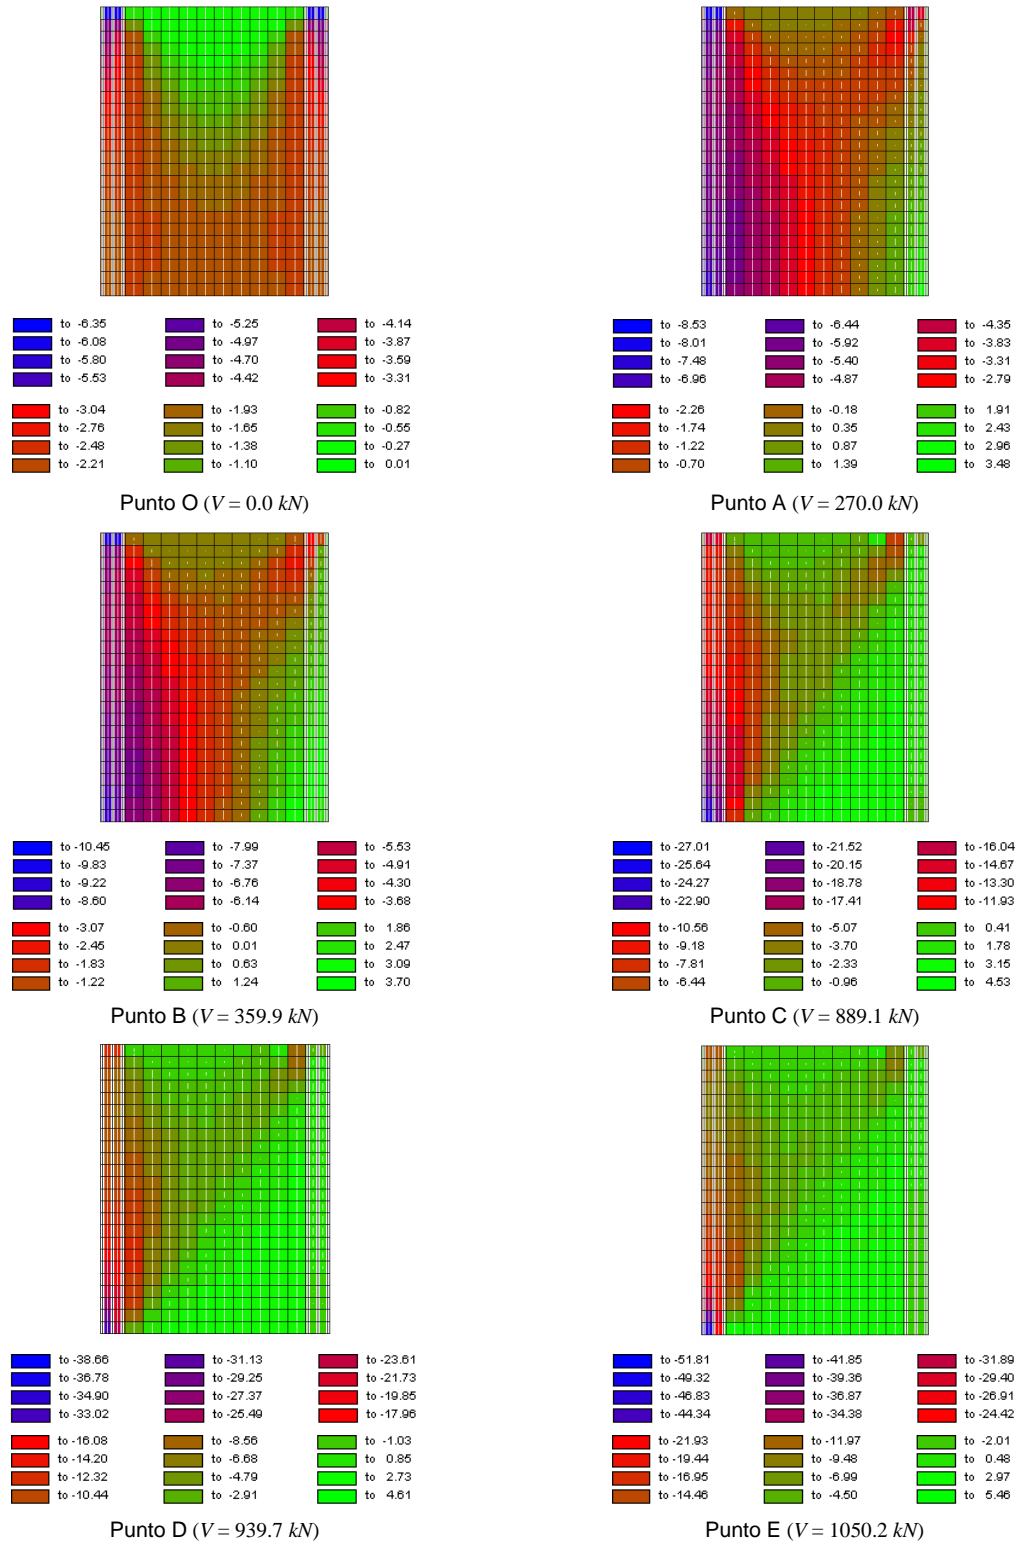 to -6.35 to -5.25 to -4.14
to -6.08 to -4.97 to -3.87
to -5.80 to -4.70 to -3.59
to -5.53 to -4.42 to -3.31
to -3.04 to -1.93 to -0.82
to -2.76 to -1.65 to -0.55
to -2.48 to -1.38 to -0.27
to -2.21 to -1.10 to 0.01
Punto O (V = 0.0 kN)
to -8.53 to -6.44 to -4.35
to -8.01 to -5.92 to -3.83
to -7.48 to -5.40 to -3.31
to -6.96 to -4.87 to -2.79
to -2.26 to -0.18 to 1.91
to -1.74 to 0.35 to 2.43
to -1.22 to 0.87 to 2.96
to -0.70 to 1.39 to 3.48
Punto A (V = 270.0 kN)
to -10.45 to -7.99 to -5.53
to -9.83 to -7.37 to -4.91
to -9.22 to -6.76 to -4.30
to -8.60 to -6.14 to -3.68
to -3.07 to -0.60 to 1.86
to -2.45 to 0.01 to 2.47
to -1.83 to 0.63 to 3.09
to -1.22 to 1.24 to 3.70
Punto B (V = 359.9 kN)
to -27.01 to -21.52 to -16.04
to -25.64 to -20.15 to -14.67
to -24.27 to -18.78 to -13.30
to -22.90 to -17.41 to -11.93
to -10.56 to -5.07 to 0.41
to -9.18 to -3.70 to 1.78
to -7.81 to -2.33 to 3.15
to -6.44 to -0.96 to 4.53
Punto C (V = 889.1 kN)
to -38.66 to -31.13 to -23.61
to -36.78 to -29.25 to -21.73
to -34.90 to -27.37 to -19.85
to -33.02 to -25.49 to -17.96
to -16.08 to -8.56 to -1.03
to -14.20 to -6.68 to 0.85
to -12.32 to -4.79 to 2.73
to -10.44 to -2.91 to 4.61
Punto D (V = 939.7 kN)
to -51.81 to -41.85 to -31.89
to -49.32 to -39.36 to -29.40
to -46.83 to -36.87 to -26.91
to -44.34 to -34.38 to -24.42
to -21.93 to -11.97 to -2.01
to -19.44 to -9.48 to 0.48
to -16.95 to -6.99 to 2.97
to -14.46 to -4.50 to 5.46
Punto E (V = 1050.2 kN)